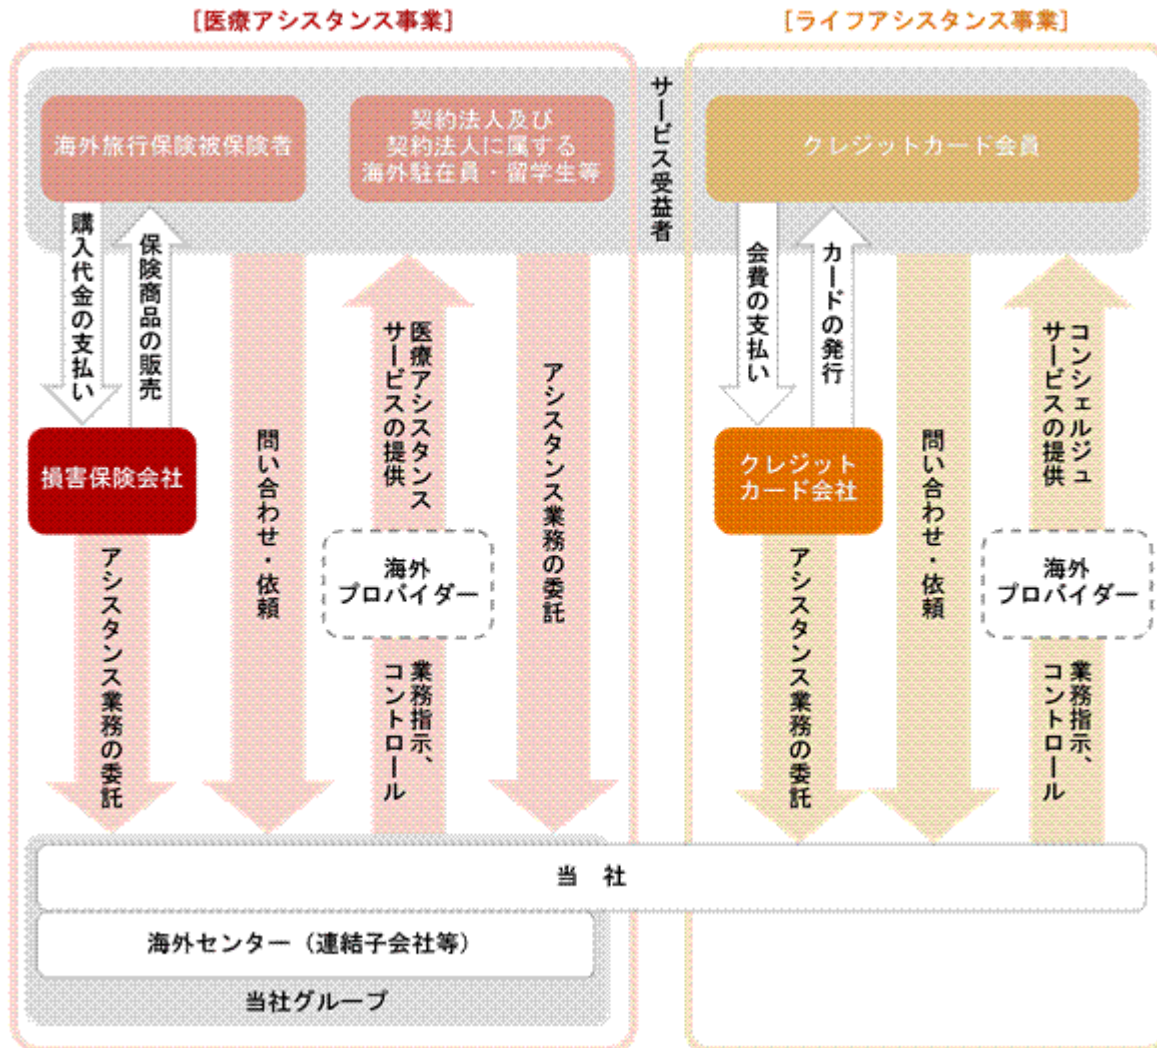 [医療アシスタンス事業]
[ライフアシスタンス事業]
サービス受益者
海外旅行保険被保険者
契約法人及び
契約法人に属する
海外駐在員・留学生等
クレジットカード会員
購入代金の支払い
保険商品の販売
損害保険会社
アシスタンス業務の委託
問い合わせ・依頼
医療アシスタンス
サービスの提供
海外
プロバイダー
業務指示、
コントロール
アシスタンス業務の委託
会費の支払い
カードの発行
クレジット
カード会社
アシスタンス業務の委託
問い合わせ・依頼
コンシェルジュ
サービスの提供
海外
プロバイダー
業務指示、
コントロール
当 社
海外センター（連結子会社等）
当社グループ